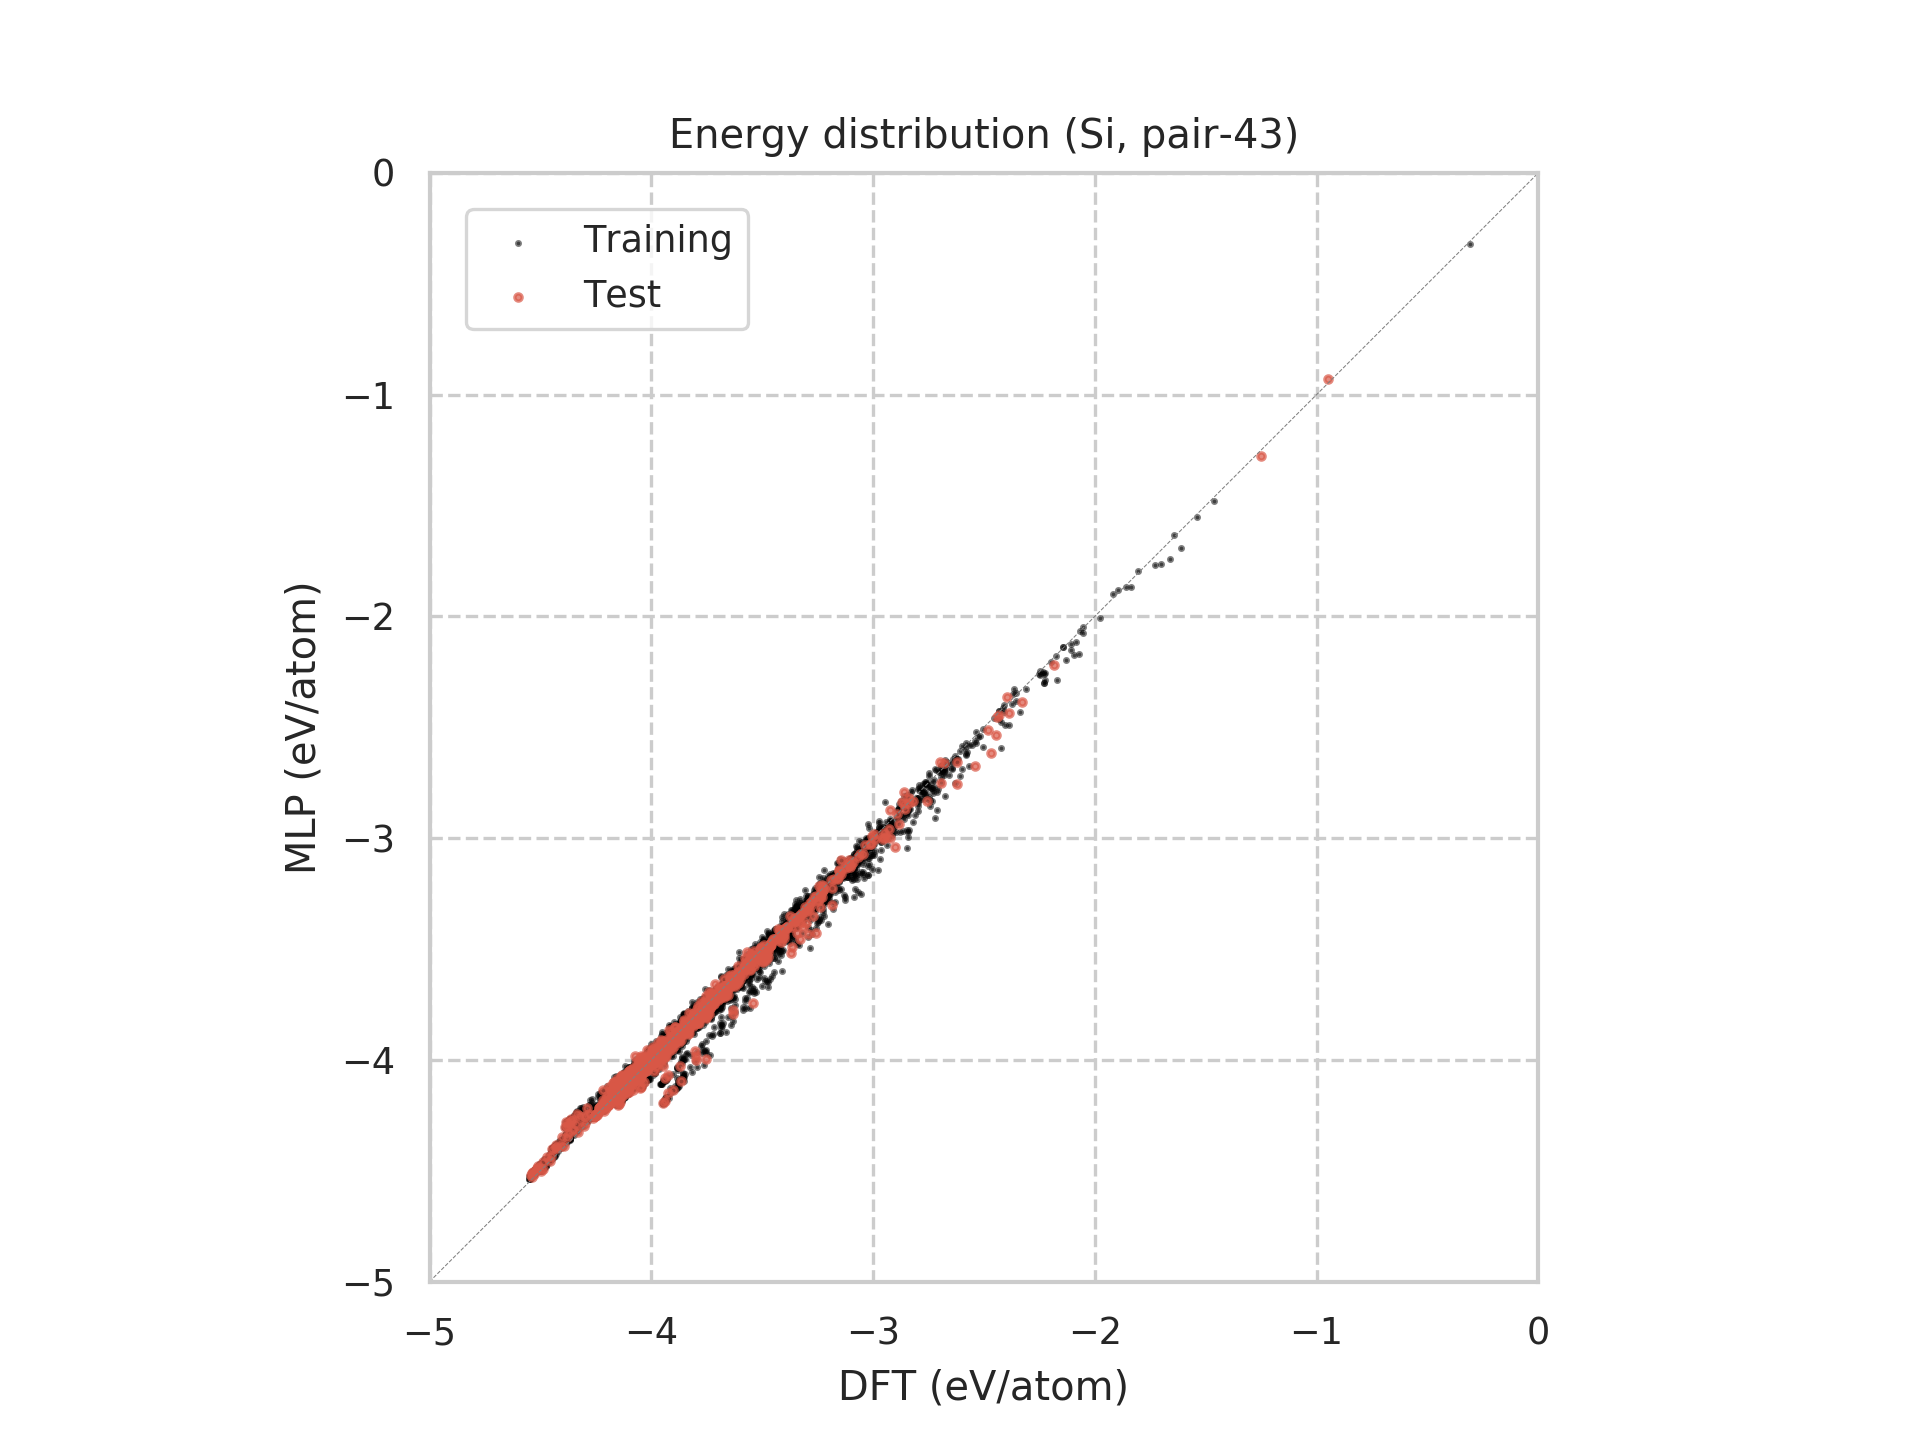 Energy distribution (Si, pair-43)
0
−1
−2
−3
−4
−5
MLP (eV/atom)
Training
Test
−5 −4 −3 −2 −1 0
DFT (eV/atom)